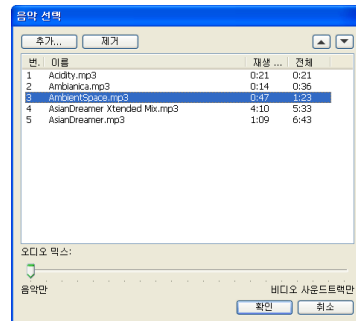 음악 선택
추가... 제거
번. 이름 재생 ... 전체
1 Acidity.mp3 0:21 0:21
2 Ambianica.mp3 0:14 0:36
3 AmbientSpace.mp3 0:47 1:23
4 AsianDreamer Xtended Mix.mp3 4:10 5:33
5 AsianDreamer.mp3 1:09 6:43
오디오 믹스:
음악만 비디오 사운드트랙만
확인 취소